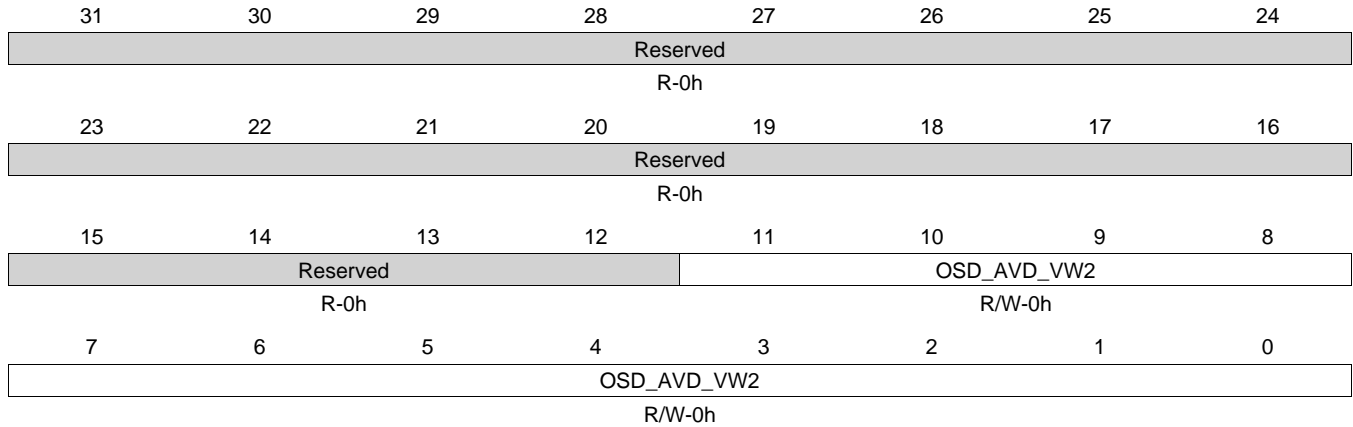 31 30 29 28 27 26 25 24
Reserved
R-0h
23 22 21 20 19 18 17 16
Reserved
R-0h
15 14 13 12 11 10 9 8
Reserved OSD_AVD_VW2
R-0h R/W-0h
7 6 5 4 3 2 1 0
OSD_AVD_VW2
R/W-0h